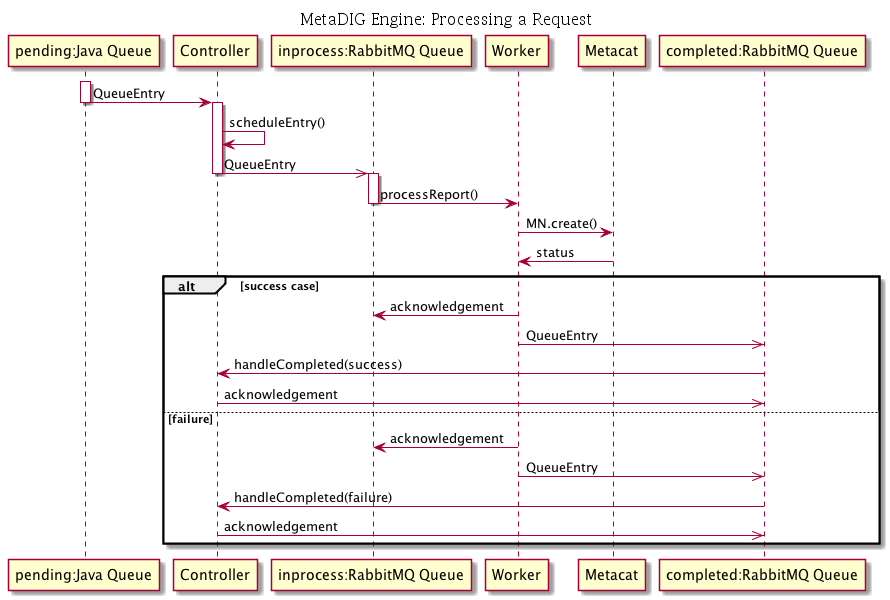 MetaDIG Engine: Processing a Request
pending:Java Queue
Controller
inprocess:RabbitMQ Queue
Worker
Metacat
completed:RabbitMQ Queue
QueueEntry
scheduleEntry()
QueueEntry
processReport()
MN.create()
status
alt
[success case]
acknowledgement
QueueEntry
handleCompleted(success)
acknowledgement
[failure]
acknowledgement
QueueEntry
handleCompleted(failure)
acknowledgement
pending:Java Queue
Controller
inprocess:RabbitMQ Queue
Worker
Metacat
completed:RabbitMQ Queue